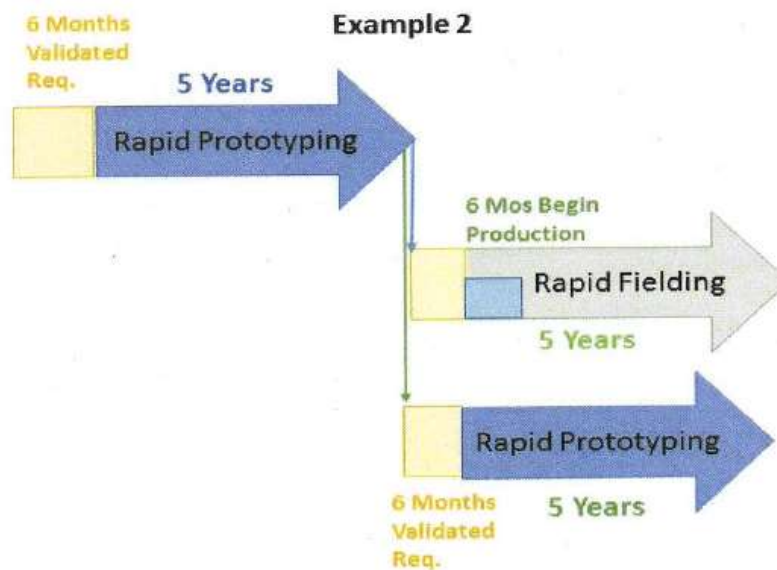 Example 2
6 Months
Validated
Req.
5 Years
Rapid Prototyping
6 Mos Begin
Production
Rapid Fielding
5 Years
Rapid Prototyping
6 Months
Validated
Req.
5 Years